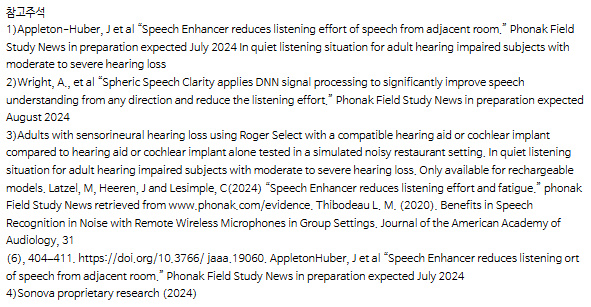 참고주석
1)Appleton-Huber, J et al “Speech Enhancer reduces listening effort of speech from adjacent room.” Phonak Field
Study News in preparation expected July 2024 In quiet listening situation for adult hearing impaired subjects with
moderate to severe hearing loss
2)Wright, A., et al “Spheric Speech Clarity applies DNN signal processing to significantly improve speech
understanding from any direction and reduce the listening effort.” Phonak Field Study News in preparation expected
August 2024
3)Adults with sensorineural hearing loss using Roger Select with a compatible hearing aid or cochlear implant
compared to hearing aid or cochlear implant alone tested in a simulated noisy restaurant setting. In quiet listening
situation for adult hearing impaired subjects with moderate to severe hearing loss. Only available for rechargeable
models. Latzel, M, Heeren, J and Lesimple, C(2024) “Speech Enhancer reduces listening effort and fatigue.” phonak
Field Study News retrieved from www.phonak.com/evidence. Thibodeau L. M. (2020). Benefits in Speech
Recognition in Noise with Remote Wireless Microphones in Group Settings. Journal of the American Academy of
Audiology, 31
(6), 404–411. https://doi.org/10.3766/ jaaa.19060. AppletonHuber, J et al “Speech Enhancer reduces listening ort
of speech from adjacent room.” Phonak Field Study News in preparation expected July 2024
4)Sonova proprietary research (2024)